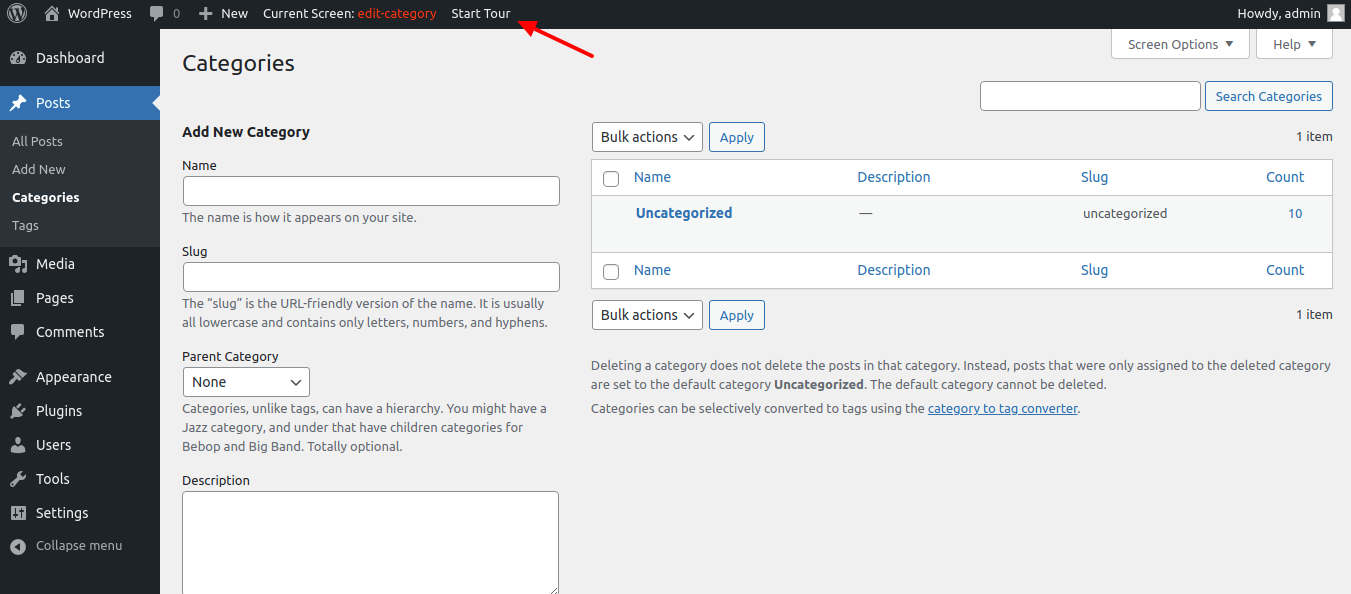 WordPress 0 New Current Screen: edit-category Start Tour Howdy, admin
Dashboard
Posts
All Posts
Add New
Categories
Tags
Media
Pages
Comments
Appearance
Plugins
Users
Tools
Settings
Collapse menu
Screen Options Help
Categories
Search Categories
Add New Category
Name
The name is how it appears on your site.
Slug
The “slug” is the URL-friendly version of the name. It is usually
all lowercase and contains only letters, numbers, and hyphens.
Parent Category
None
Categories, unlike tags, can have a hierarchy. You might have a
Jazz category, and under that have children categories for
Bebop and Big Band. Totally optional.
Description
Bulk actions Apply 1 item
Name Description Slug Count
Uncategorized — uncategorized 10
Name Description Slug Count
Bulk actions Apply 1 item
Deleting a category does not delete the posts in that category. Instead, posts that were only assigned to the deleted category
are set to the default category Uncategorized. The default category cannot be deleted.
Categories can be selectively converted to tags using the category to tag converter.